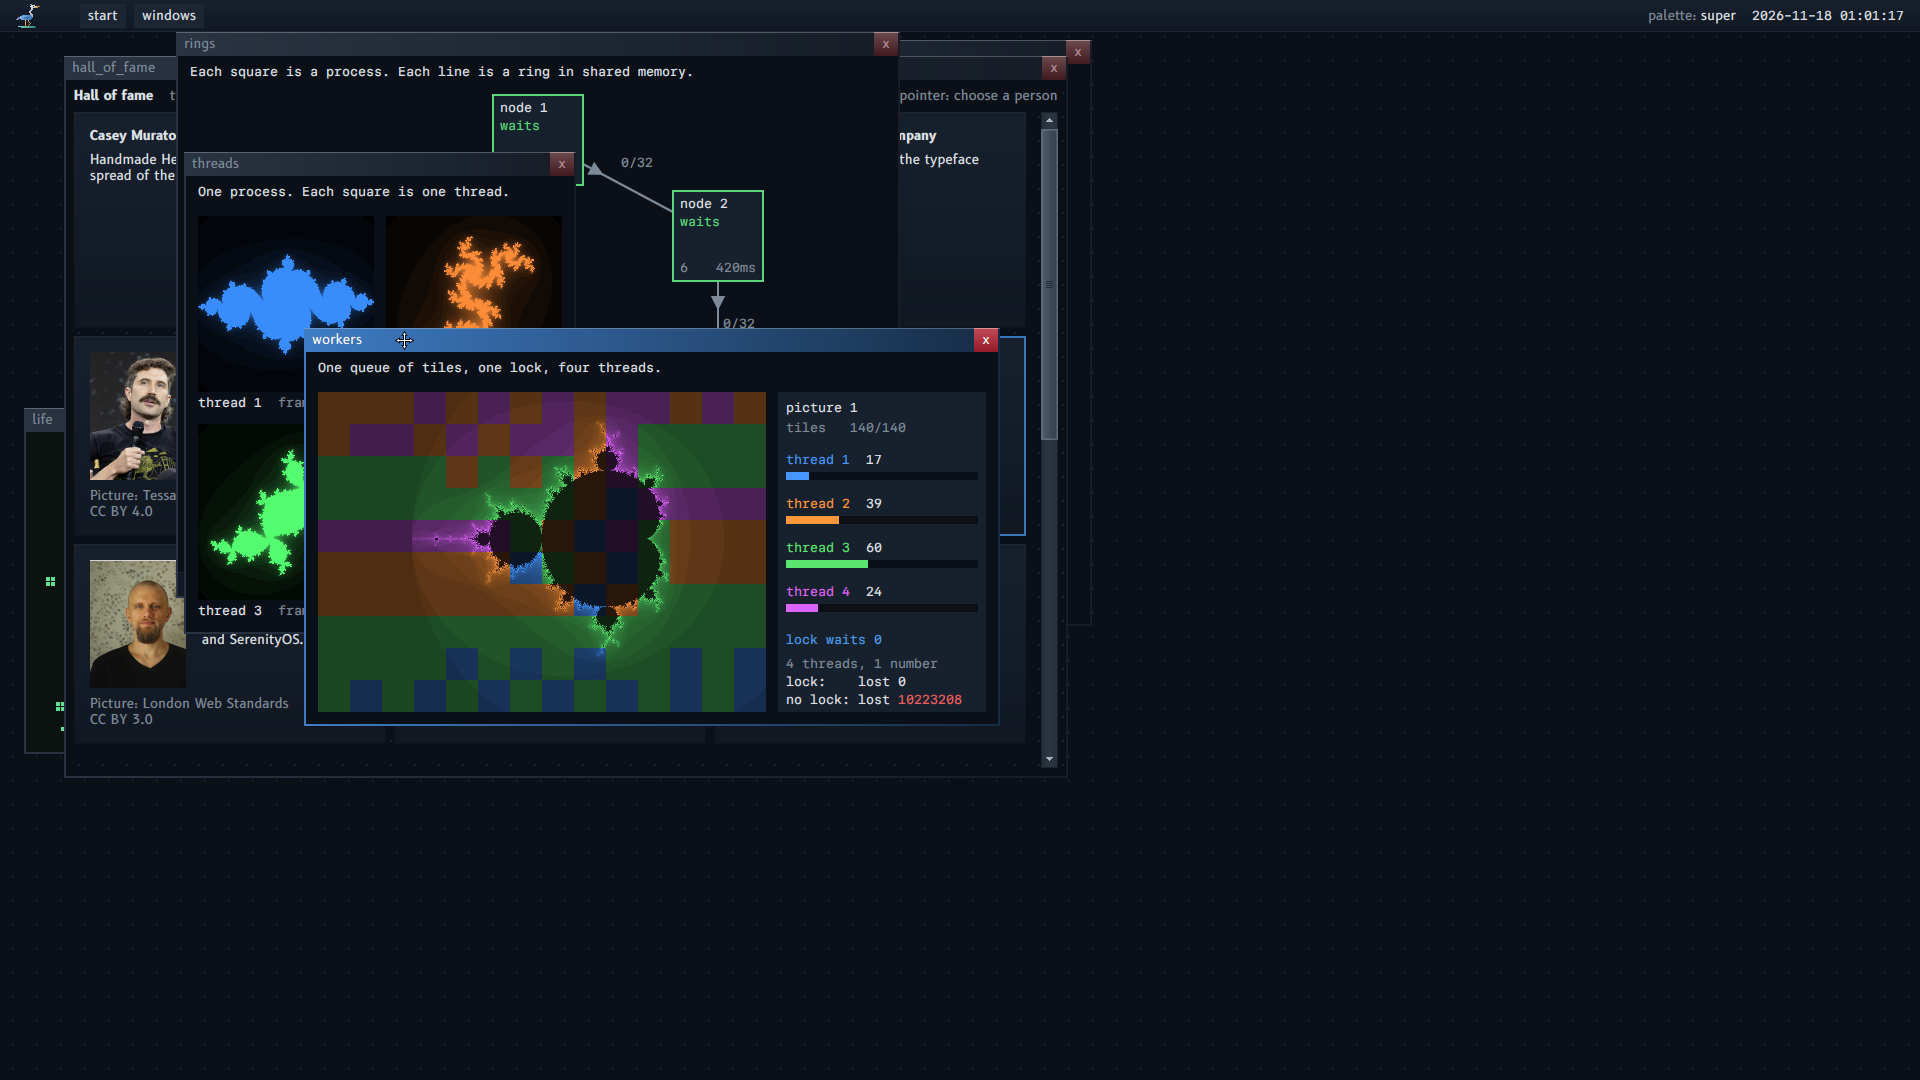 start windows palette: super 2026-11-18 01:01:17
rings x
x
hall_of_fame
x
Each square is a process. Each line is a ring in shared memory.
Hall of fame
pointer: choose a person
node 1
waits
0/32
node 2
waits
6 420ms
0/32
Casey Murato
Handmade He
spread of the
mpany
the typeface
threads x
One process. Each square is one thread.
thread 1 fra
thread 3 fra
workers x
One queue of tiles, one lock, four threads.
picture 1
tiles 140/140
thread 1 17
thread 2 39
thread 3 60
thread 4 24
lock waits 0
4 threads, 1 number
lock: lost 0
no lock: lost 10223208
life
Picture: Tessa
CC BY 4.0
and SerenityOS.
Picture: London Web Standards
CC BY 3.0